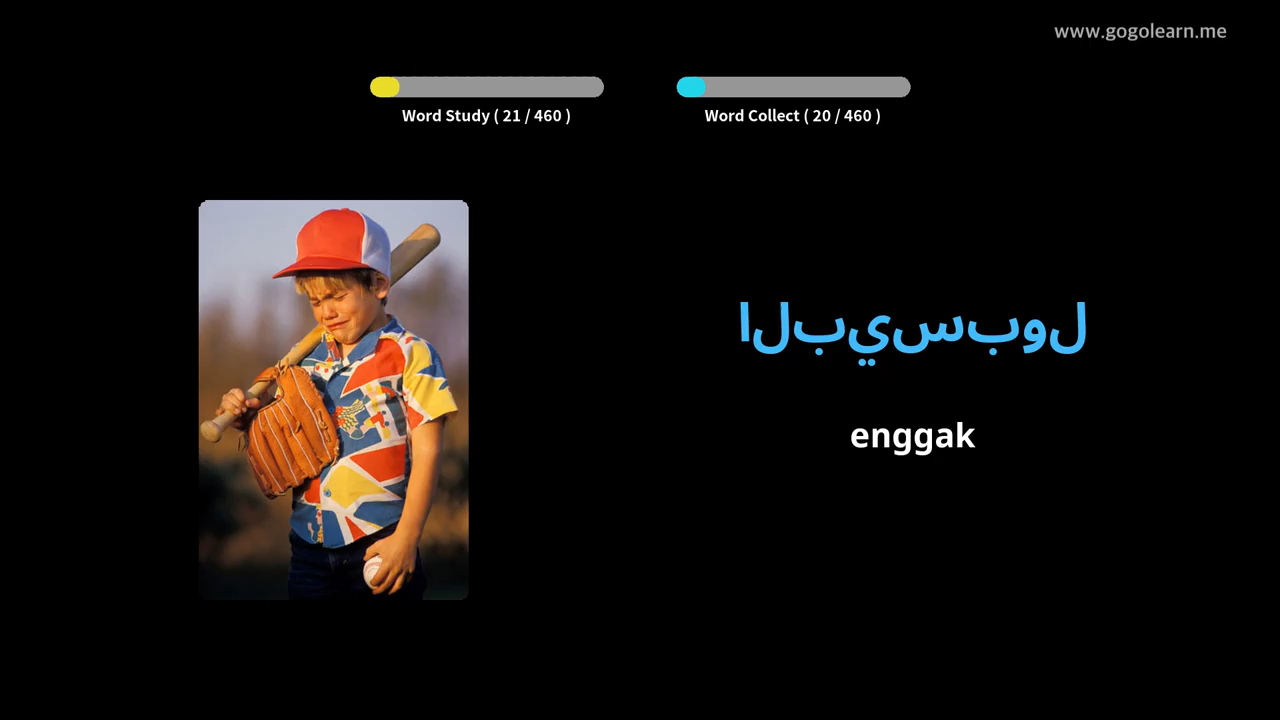 www.gogolearn.me
Word Study ( 21 / 460 )
Word Collect ( 20 / 460 )
البيسبول
enggak